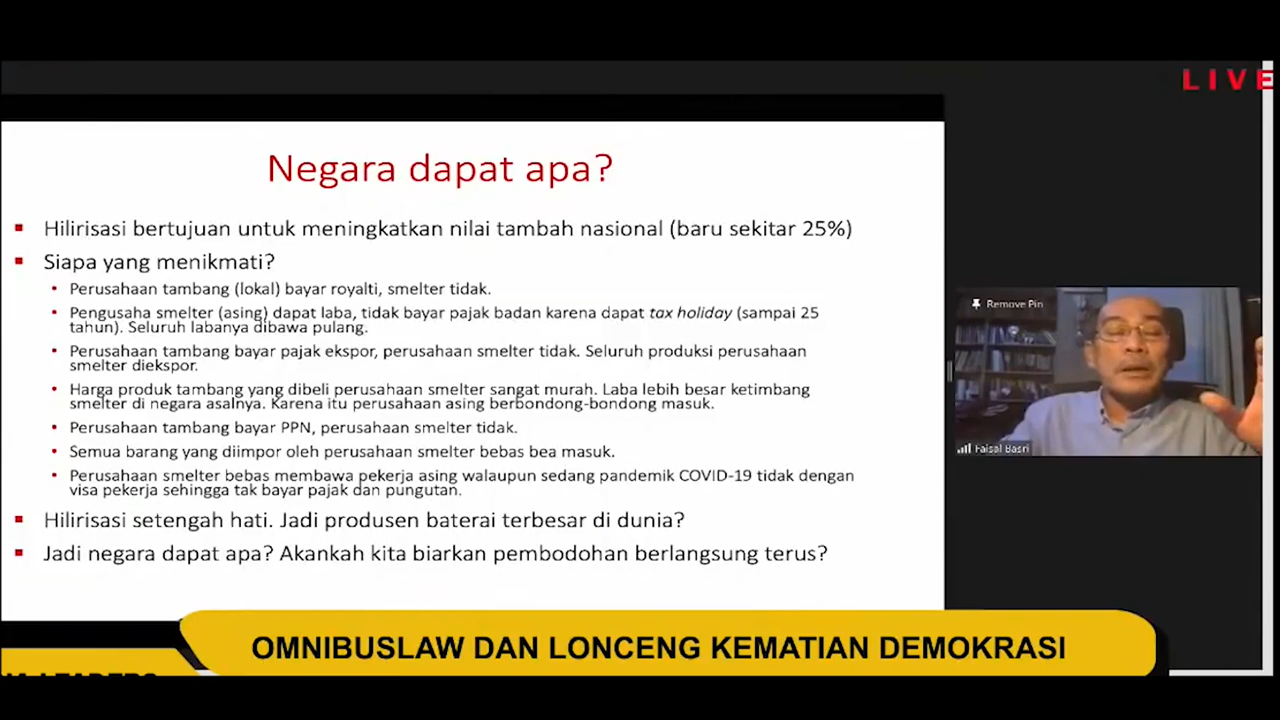 LIVE
Negara dapat apa?
Hilirisasi bertujuan untuk meningkatkan nilai tambah nasional (baru sekitar 25%)
Siapa yang menikmati?
Perusahaan tambang (lokal) bayar royalti, smelter tidak.
Pengusaha smelter (asing) dapat laba, tidak bayar pajak badan karena dapat tax holiday (sampai 25
tahun). Seluruh labanya dibawa pulang.
Perusahaan tambang bayar pajak ekspor, perusahaan smelter tidak. Seluruh produksi perusahaan
smelter diekspor.
Harga produk tambang yang dibeli perusahaan smelter sangat murah. Laba lebih besar ketimbang
smelter di negara asalnya. Karena itu perusahaan asing berbondong-bondong masuk.
Perusahaan tambang bayar PPN, perusahaan smelter tidak.
Semua barang yang diimpor oleh perusahaan smelter bebas bea masuk.
Perusahaan smelter bebas membawa pekerja asing walaupun sedang pandemik COVID-19 tidak dengan
visa pekerja sehingga tak bayar pajak dan pungutan.
Hilirisasi setengah hati. Jadi produsen baterai terbesar di dunia?
Jadi negara dapat apa? Akankah kita biarkan pembodohan berlangsung terus?
Remove Pin
Faisal Basri
OMNIBUSLAW DAN LONCENG KEMATIAN DEMOKRASI
LEADERS